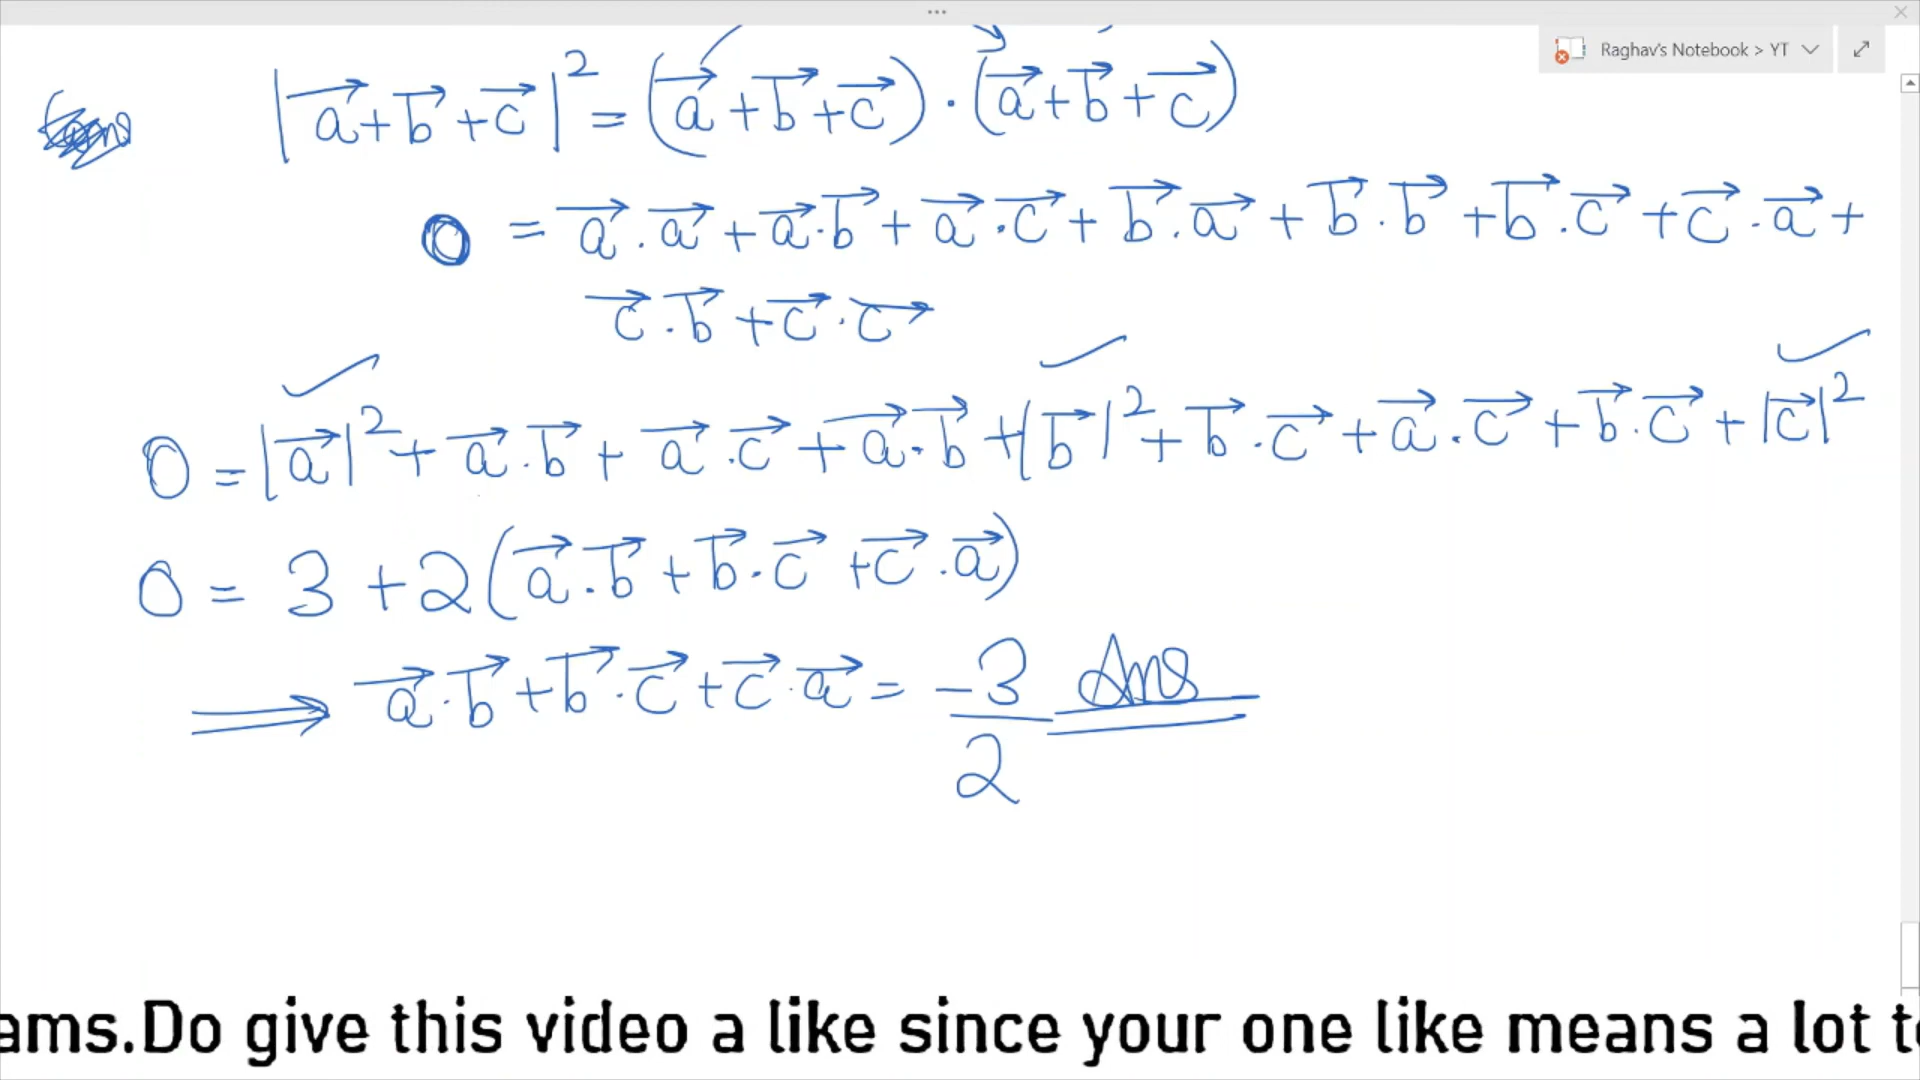 Raghav's Notebook > YT
|a⃗+b⃗+c⃗|² = (a⃗+b⃗+c⃗)·(a⃗+b⃗+c⃗)
0 = a⃗.a⃗+a⃗.b⃗+a⃗.c⃗+b⃗.a⃗+b⃗.b⃗+b⃗.c⃗+c⃗.a⃗+
c⃗.b⃗+c⃗.c⃗
0 = |a⃗|²+a⃗.b⃗+a⃗.c⃗+a⃗.b⃗+|b⃗|²+b⃗.c⃗+a⃗.c⃗+b⃗.c⃗+|c⃗|²
0 = 3 + 2(a⃗.b⃗+b⃗.c⃗+c⃗.a⃗)
⟹ a⃗.b⃗+b⃗.c⃗+c⃗.a⃗ = -3/2 Ans
ams.Do give this video a like since your one like means a lot t